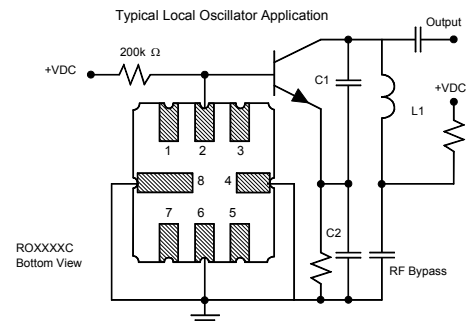 Typical Local Oscillator Application
Output
200k Ω
+VDC
C1
+VDC
L1
1 2 3
8 4
7 6 5
C2
ROXXXXC
Bottom View
RF Bypass